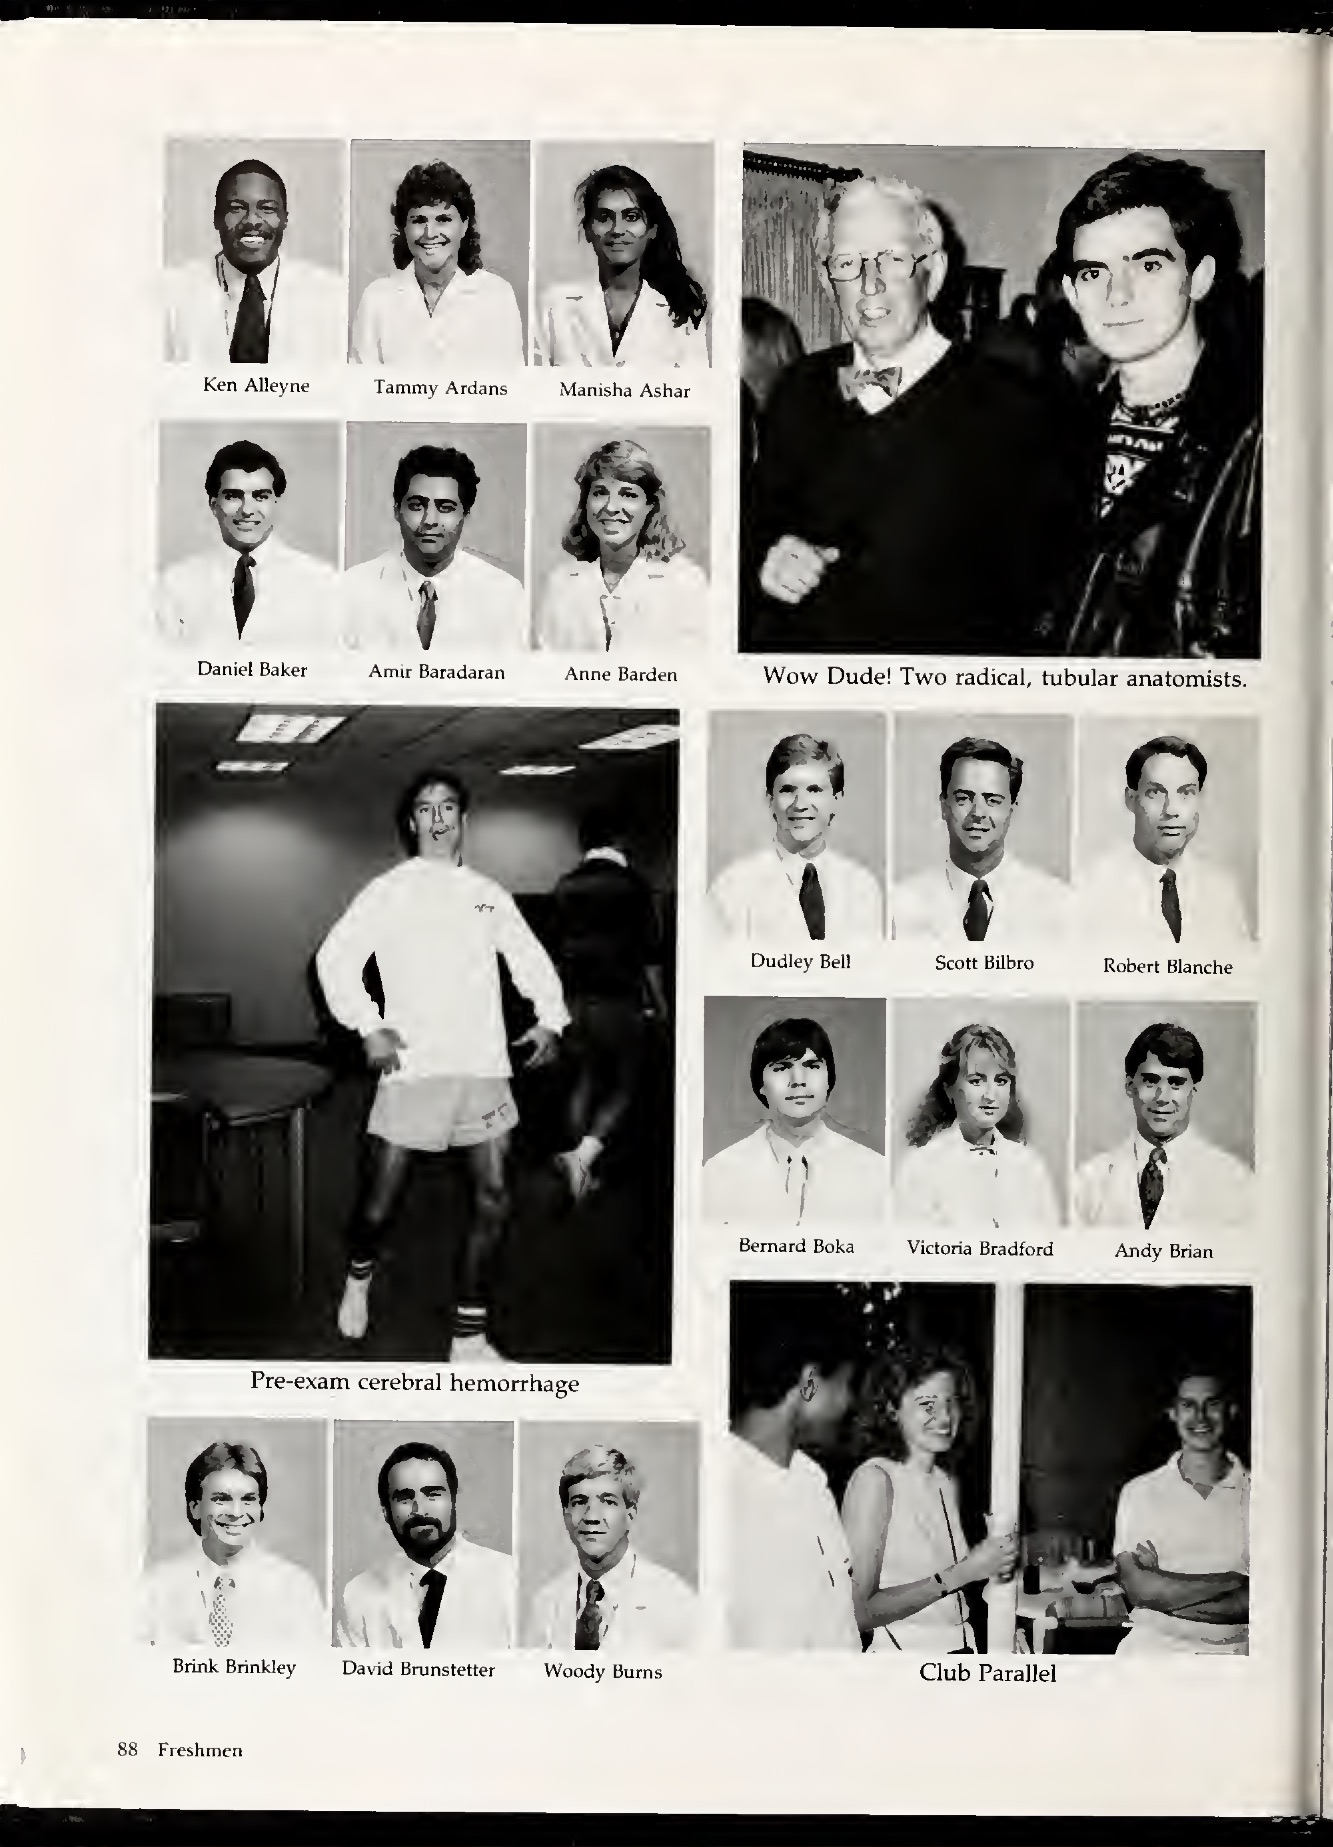 Ken Alleyne
Tammy Ardans
Manisha Ashar
Daniel Baker
Amir Baradaran
Anne Barden
Wow Dude! Two radical, tubular anatomists.
Dudley Bell
Scott Bilbro
Robert Blanche
Bernard Boka
Victoria Bradford
Andy Brian
Pre-exam cerebral hemorrhage
Brink Brinkley
David Brunstetter
Woody Burns
Club Parallel
88 Freshmen